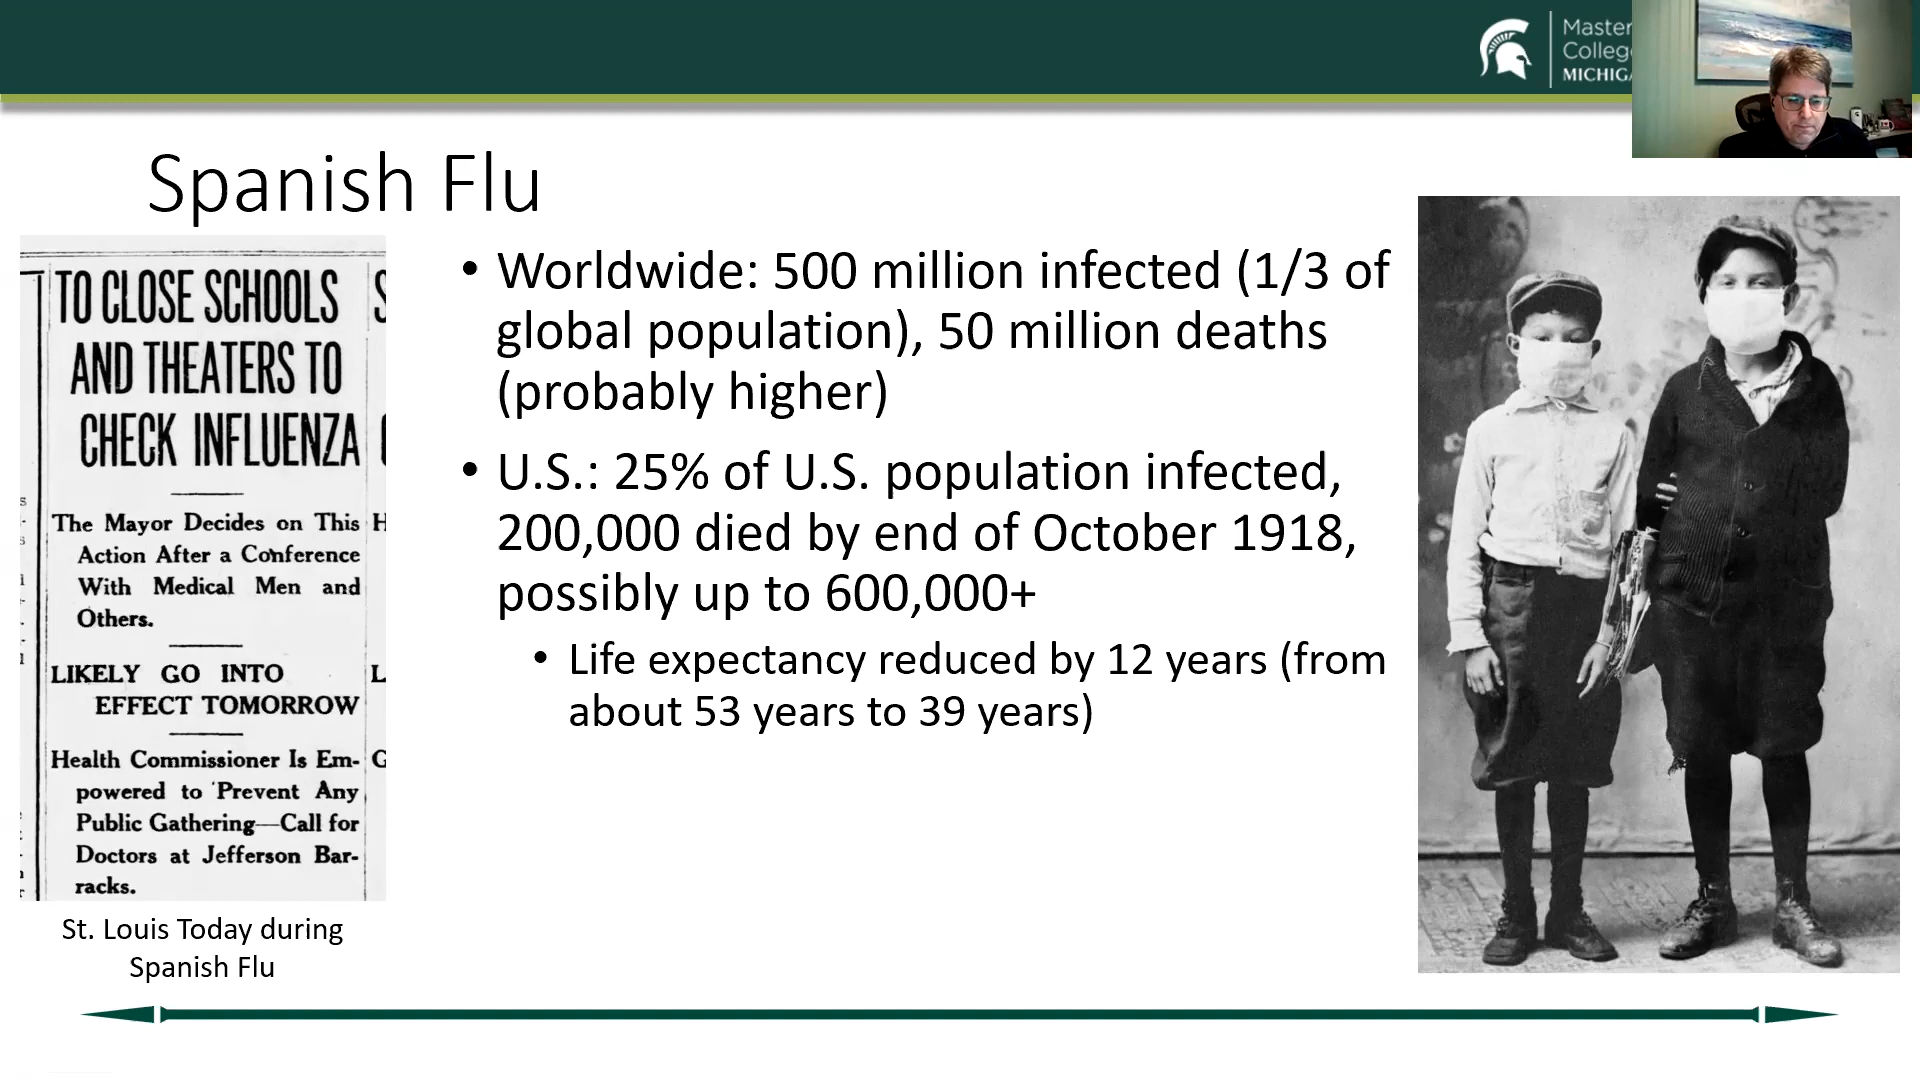 Master
College
MICHIGA
Spanish Flu
TO CLOSE SCHOOLS
AND THEATERS TO
CHECK INFLUENZA
The Mayor Decides on This
Action After a Conference
With Medical Men and
Others.
LIKELY GO INTO
EFFECT TOMORROW
Health Commissioner Is Em-
powered to Prevent Any
Public Gathering—Call for
Doctors at Jefferson Bar-
racks.
St. Louis Today during
Spanish Flu
• Worldwide: 500 million infected (1/3 of
global population), 50 million deaths
(probably higher)
• U.S.: 25% of U.S. population infected,
200,000 died by end of October 1918,
possibly up to 600,000+
• Life expectancy reduced by 12 years (from
about 53 years to 39 years)